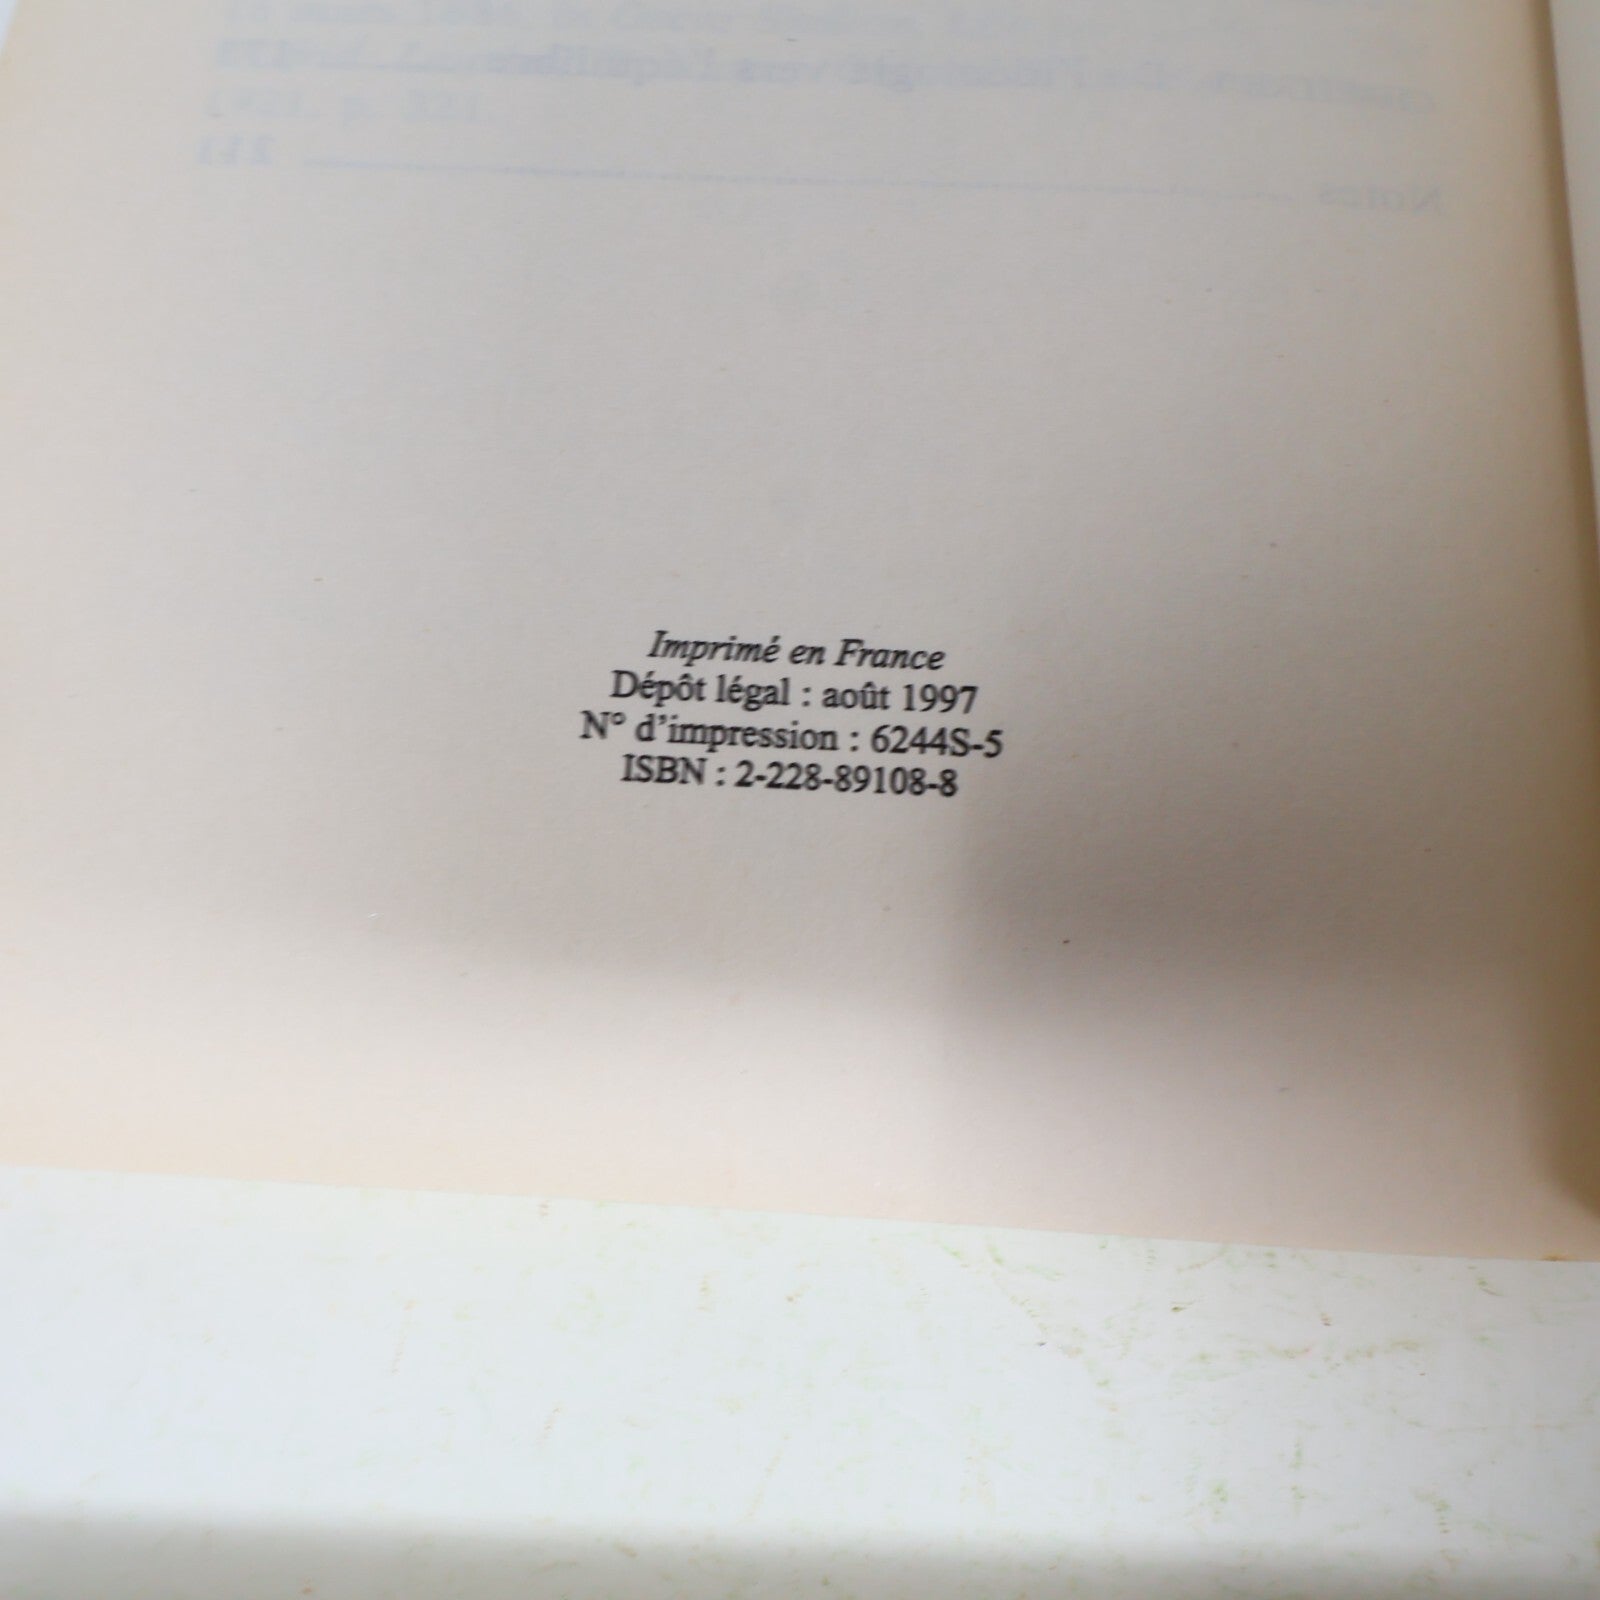 Imprimé en France
Dépôt légal : août 1997
N° d'impression : 6244S-5
ISBN : 2-228-89108-8